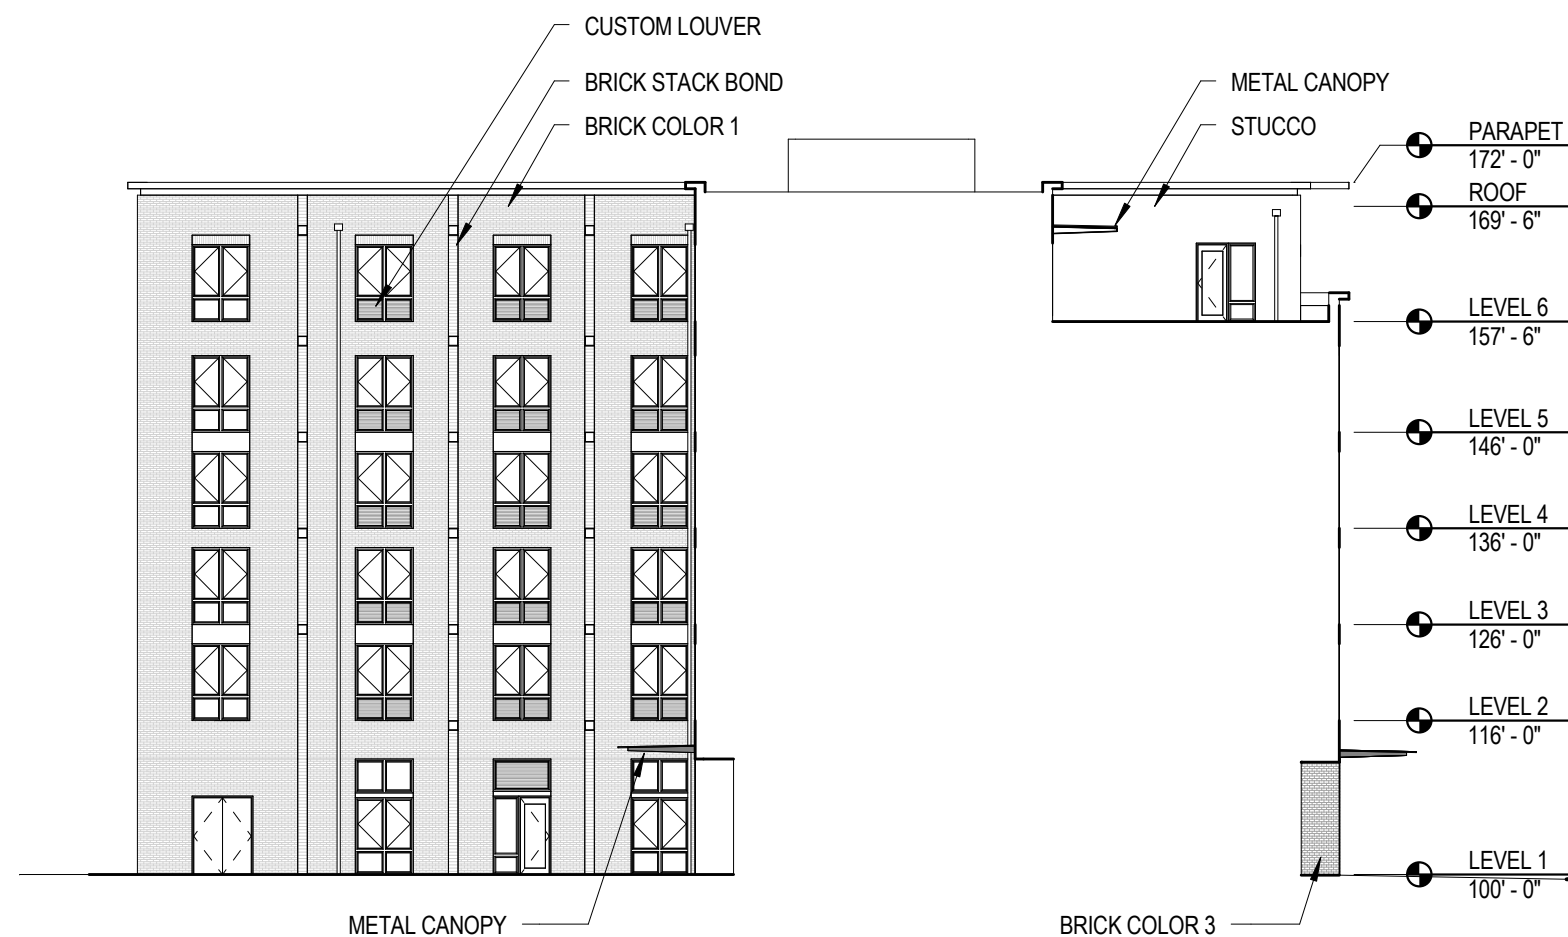 CUSTOM LOUVER
BRICK STACK BOND
BRICK COLOR 1
METAL CANOPY
STUCCO
PARAPET
172' - 0"
ROOF
169' - 6"
LEVEL 6
157' - 6"
LEVEL 5
146' - 0"
LEVEL 4
136' - 0"
LEVEL 3
126' - 0"
LEVEL 2
116' - 0"
LEVEL 1
100' - 0"
METAL CANOPY
BRICK COLOR 3